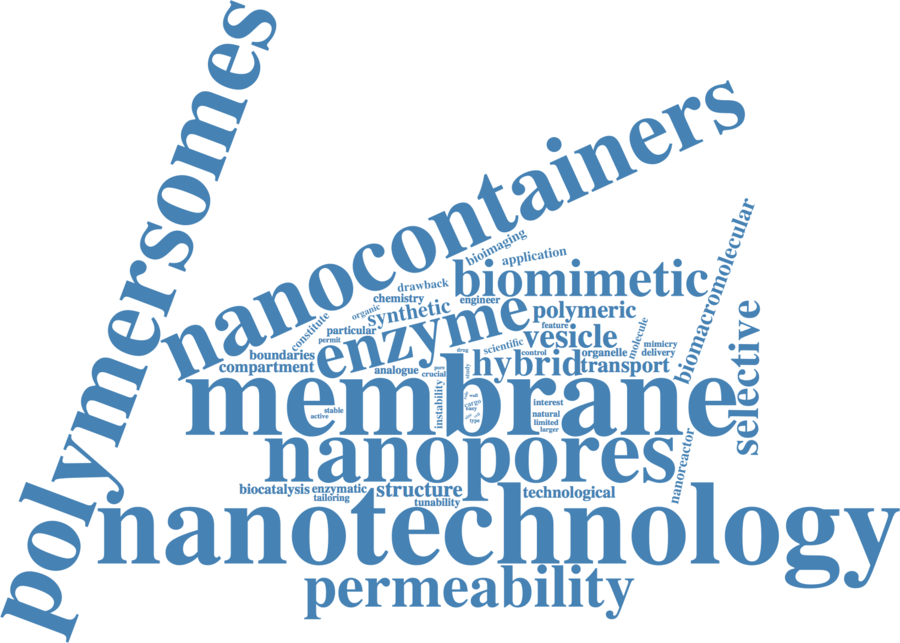 polymersomes
nanocontainers
bioimaging
application
biomimetic
biomacromolecular
drawback
chemistry
engineer
organic
synthetic
constitute
particular
permit
enzyme
polymeric
feature
vesicle
molecule
selective
boundaries
compartment
analogue
scientific
control
hybrid
organelle
mimicry
delivery
transport
drug
pore
crucial
study
membrane
instability
wall
cargo
easy
type
interest
natural
limited
larger
stable
active
nanopores
nanoreactor
biocatalysis
enzymatic
tailoring
structure
tunability
technological
nanotechnology
permeability